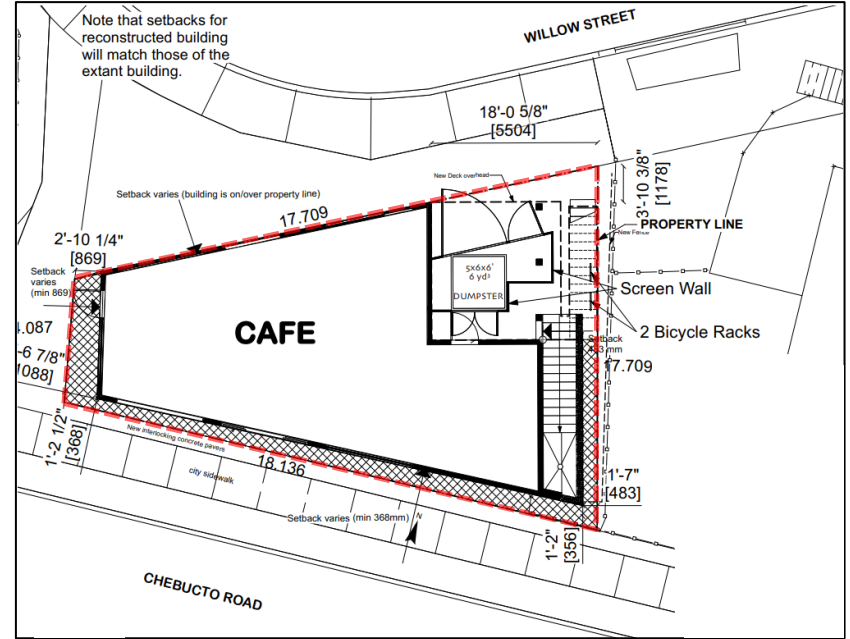 Note that setbacks for
reconstructed building
will match those of the
extant building.
WILLOW STREET
18'-0 5/8"
[5504]
New Deck overhead
3'-10 3/8"
[1178]
Setback varies (building is on/over property line)
17.709
PROPERTY LINE
2'-10 1/4"
[869]
Setback
varies
(min 869)
5x6x6'
6 yd³
DUMPSTER
Screen Wall
CAFE
2 Bicycle Racks
4.087
-6 7/8"
1088]
Setback
mm
17.709
1'-2 1/2"
[368]
New interlocking concrete pavers
city sidewalk
18.136
1'-7"
[483]
Setback varies (min 368mm)
N
1'-2"
[356]
CHEBUCTO ROAD